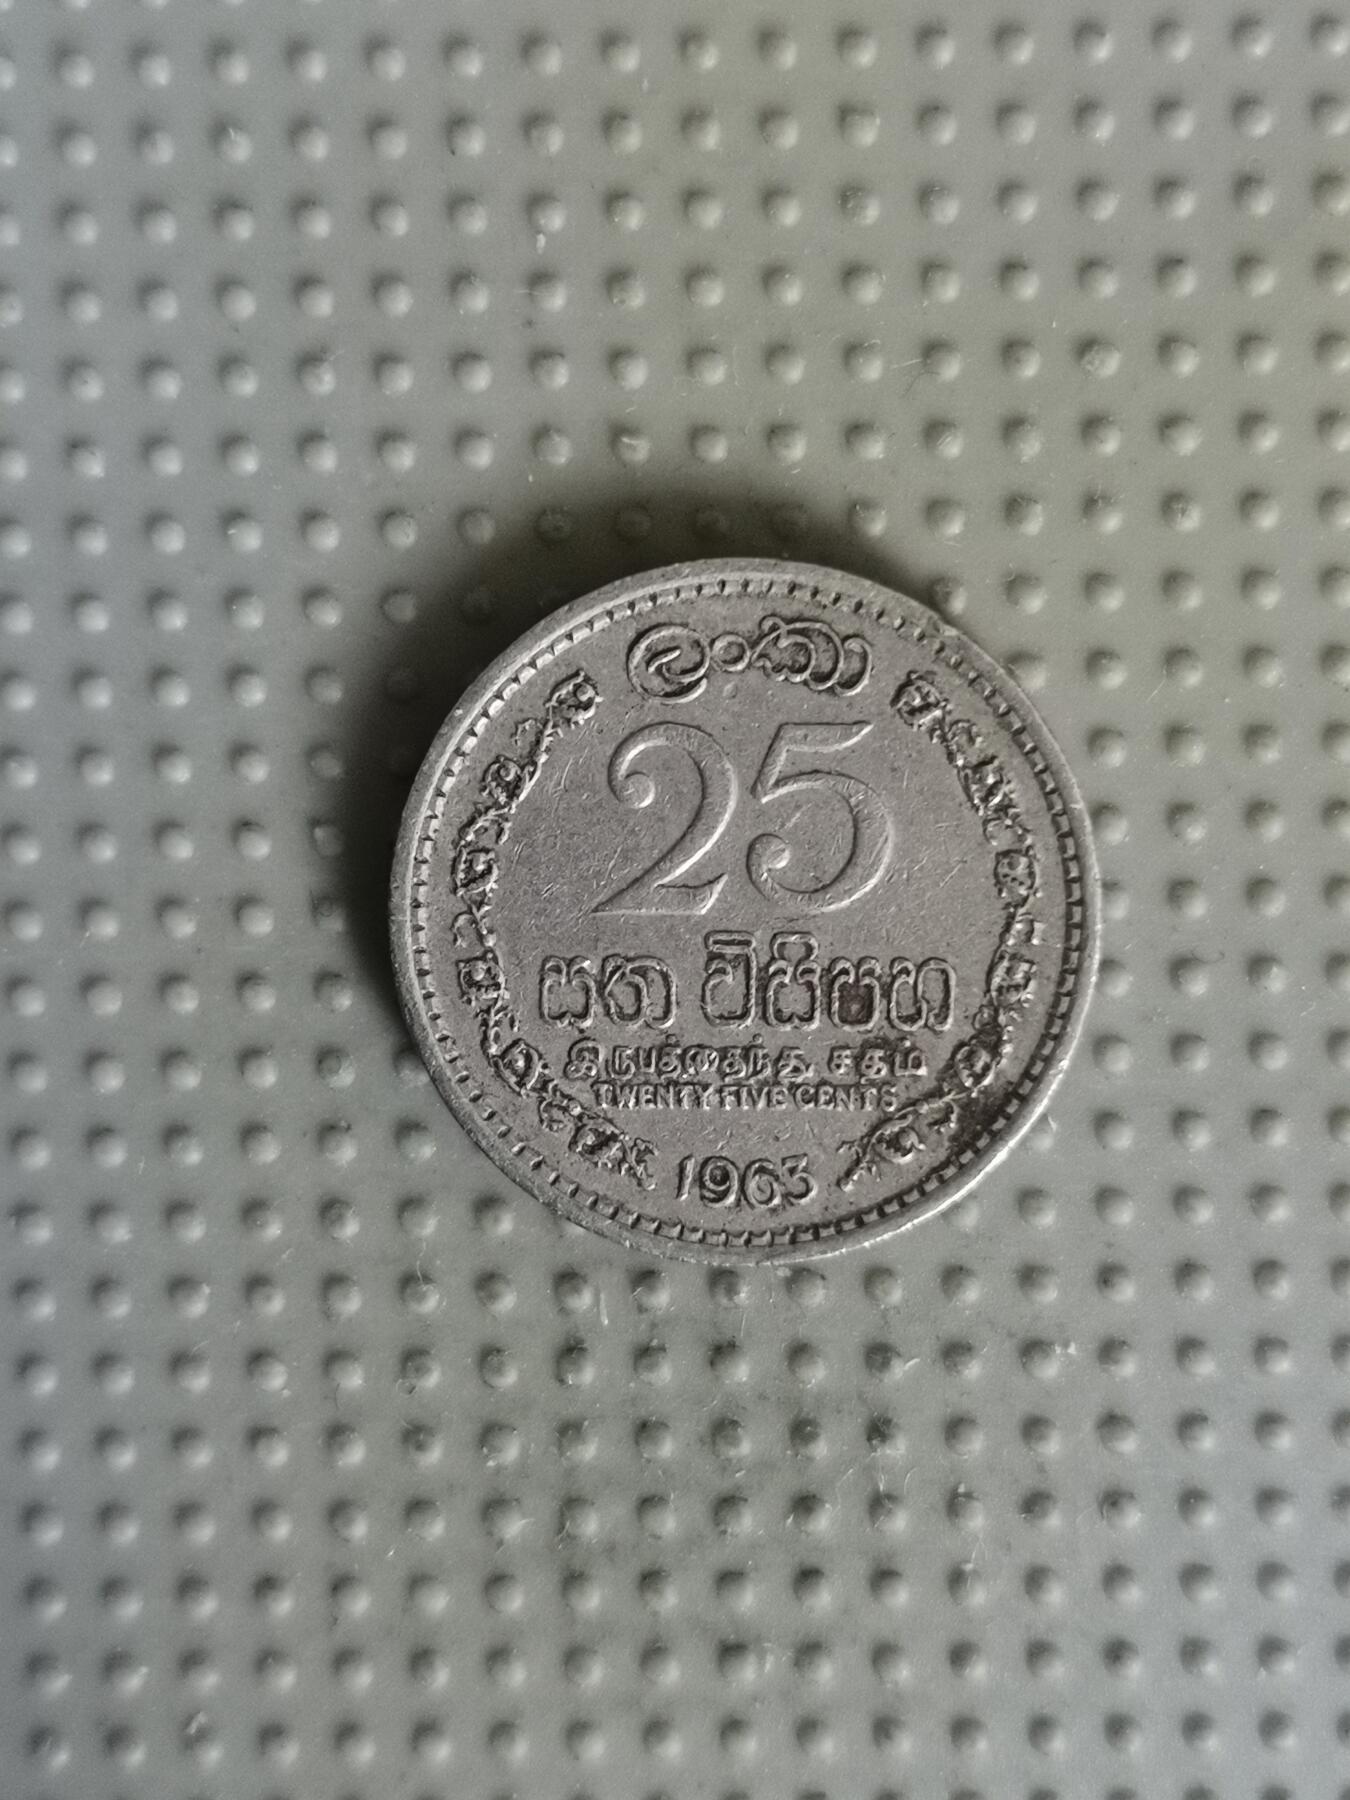 ලංකා
25
සත විසිපහ
இருபத்தைந்து சதம்
TWENTY FIVE CENTS
1963